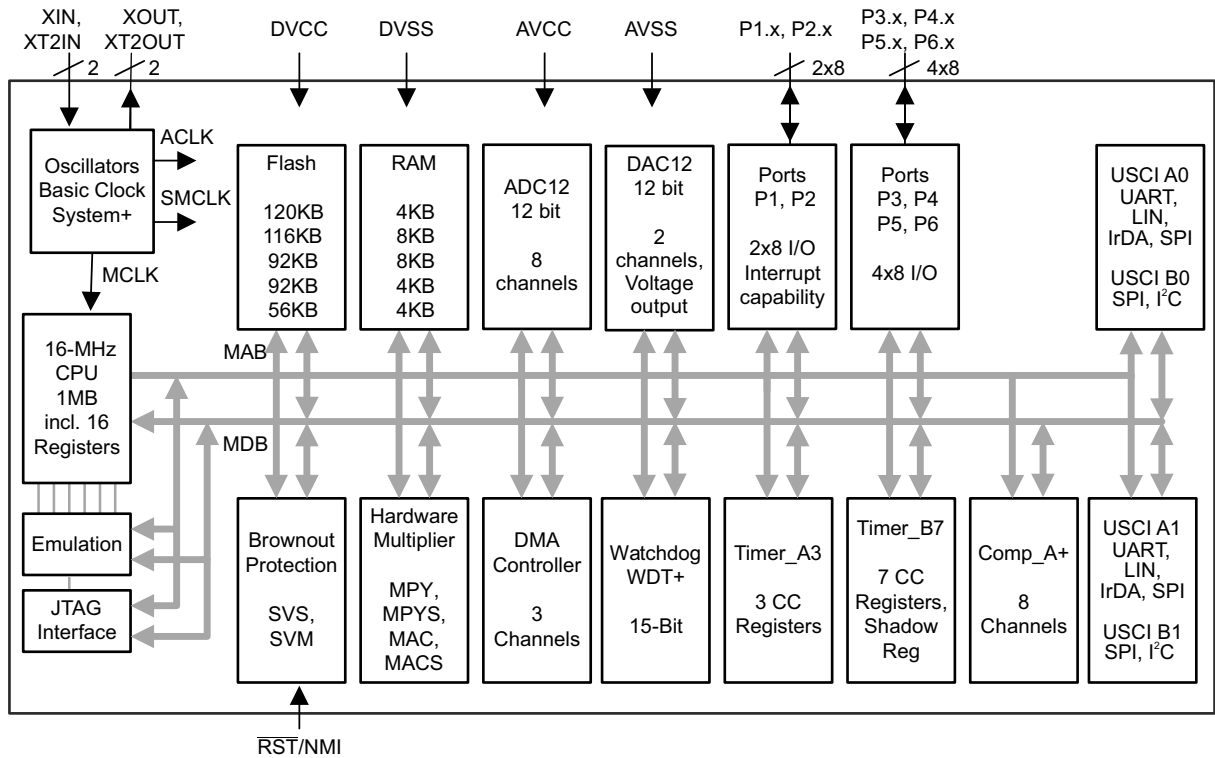 XIN,
XT2IN
XOUT,
XT2OUT
DVCC
DVSS
AVCC
AVSS
P1.x, P2.x
P3.x, P4.x
P5.x, P6.x
2
2
2x8
4x8
Oscillators
Basic Clock
System+
ACLK
SMCLK
MCLK
Flash
120KB
116KB
92KB
92KB
56KB
RAM
4KB
8KB
8KB
4KB
4KB
ADC12
12 bit
8
channels
DAC12
12 bit
2
channels,
Voltage
output
Ports
P1, P2
2x8 I/O
Interrupt
capability
Ports
P3, P4
P5, P6
4x8 I/O
USCI A0
UART,
LIN,
IrDA, SPI
USCI B0
SPI, I²C
16-MHz
CPU
1MB
incl. 16
Registers
MAB
MDB
Emulation
JTAG
Interface
Brownout
Protection
SVS,
SVM
Hardware
Multiplier
MPY,
MPYS,
MAC,
MACS
DMA
Controller
3
Channels
Watchdog
WDT+
15-Bit
Timer_A3
3 CC
Registers
Timer_B7
7 CC
Registers,
Shadow
Reg
Comp_A+
8
Channels
USCI A1
UART,
LIN,
IrDA, SPI
USCI B1
SPI, I²C
R̅S̅T̅/NMI